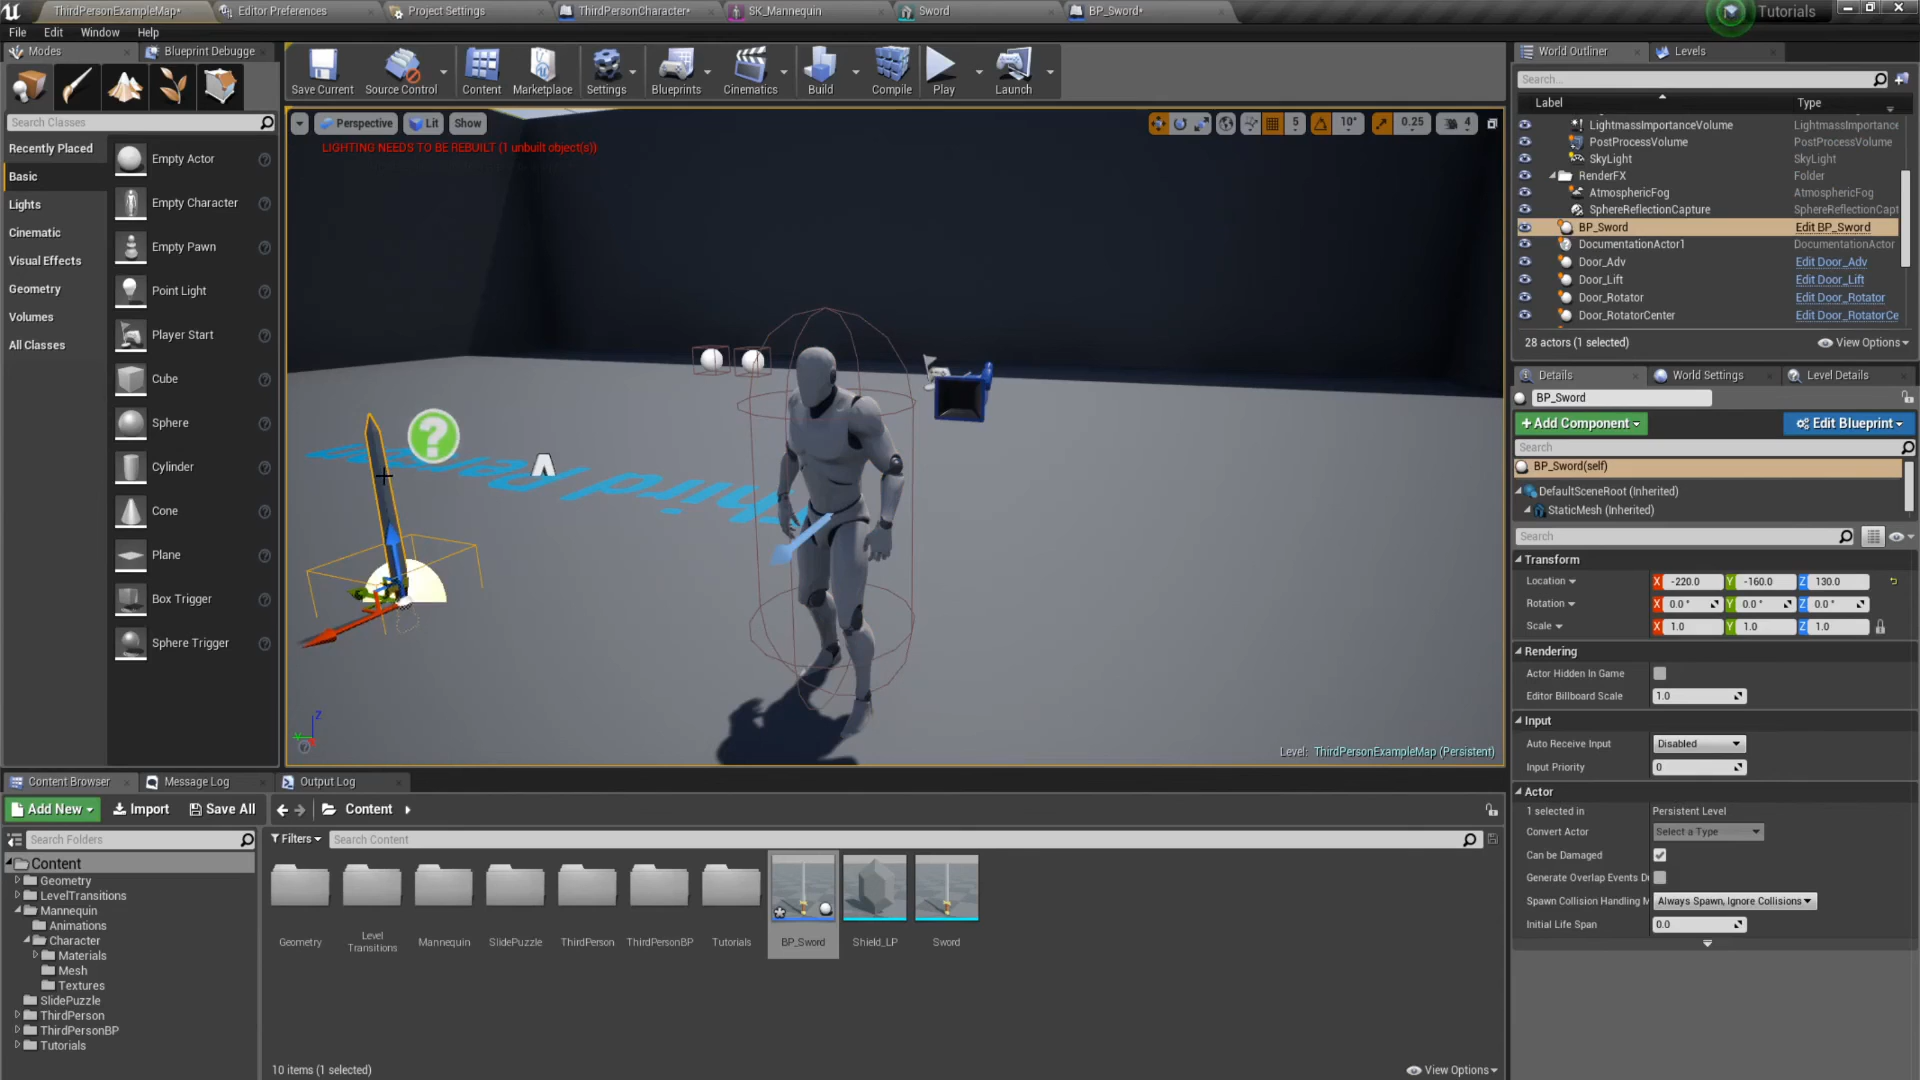 ThirdPersonExampleMap*
Editor Preferences
Project Settings
ThirdPersonCharacter*
SK_Mannequin
Sword
BP_Sword*
Tutorials
File Edit Window Help
Modes
Blueprint Debugge
Save Current
Source Control
Content
Marketplace
Settings
Blueprints
Cinematics
Build
Compile
Play
Launch
Search Classes
Recently Placed
Basic
Lights
Cinematic
Visual Effects
Geometry
Volumes
All Classes
Empty Actor
Empty Character
Empty Pawn
Point Light
Player Start
Cube
Sphere
Cylinder
Cone
Plane
Box Trigger
Sphere Trigger
Perspective
Lit
Show
5
10°
0.25
4
LIGHTING NEEDS TO BE REBUILT (1 unbuilt object(s))
Level: ThirdPersonExampleMap (Persistent)
World Outliner
Levels
Search...
Label
Type
LightmassImportanceVolume LightmassImportance
PostProcessVolume PostProcessVolume
SkyLight SkyLight
RenderFX Folder
AtmosphericFog AtmosphericFog
SphereReflectionCapture SphereReflectionCapt
BP_Sword Edit BP_Sword
DocumentationActor1 DocumentationActor
Door_Adv Edit Door_Adv
Door_Lift Edit Door_Lift
Door_Rotator Edit Door_Rotator
Door_RotatorCenter Edit Door_RotatorCe
28 actors (1 selected)
View Options
Details
World Settings
Level Details
BP_Sword
+Add Component
Edit Blueprint
Search
BP_Sword(self)
DefaultSceneRoot (Inherited)
StaticMesh (Inherited)
Search
Transform
Location X -220.0 Y -160.0 Z 130.0
Rotation X 0.0° Y 0.0° Z 0.0°
Scale X 1.0 Y 1.0 Z 1.0
Rendering
Actor Hidden In Game
Editor Billboard Scale 1.0
Input
Auto Receive Input Disabled
Input Priority 0
Actor
1 selected in Persistent Level
Convert Actor Select a Type
Can be Damaged
Generate Overlap Events D
Spawn Collision Handling M Always Spawn, Ignore Collisions
Initial Life Span 0.0
Content Browser
Message Log
Output Log
Add New
Import
Save All
Content
Search Folders
Filters
Search Content
Content
Geometry
LevelTransitions
Mannequin
Animations
Character
Materials
Mesh
Textures
SlidePuzzle
ThirdPerson
ThirdPersonBP
Tutorials
Geometry
Level Transitions
Mannequin
SlidePuzzle
ThirdPerson
ThirdPersonBP
Tutorials
BP_Sword
Shield_LP
Sword
10 items (1 selected)
View Options